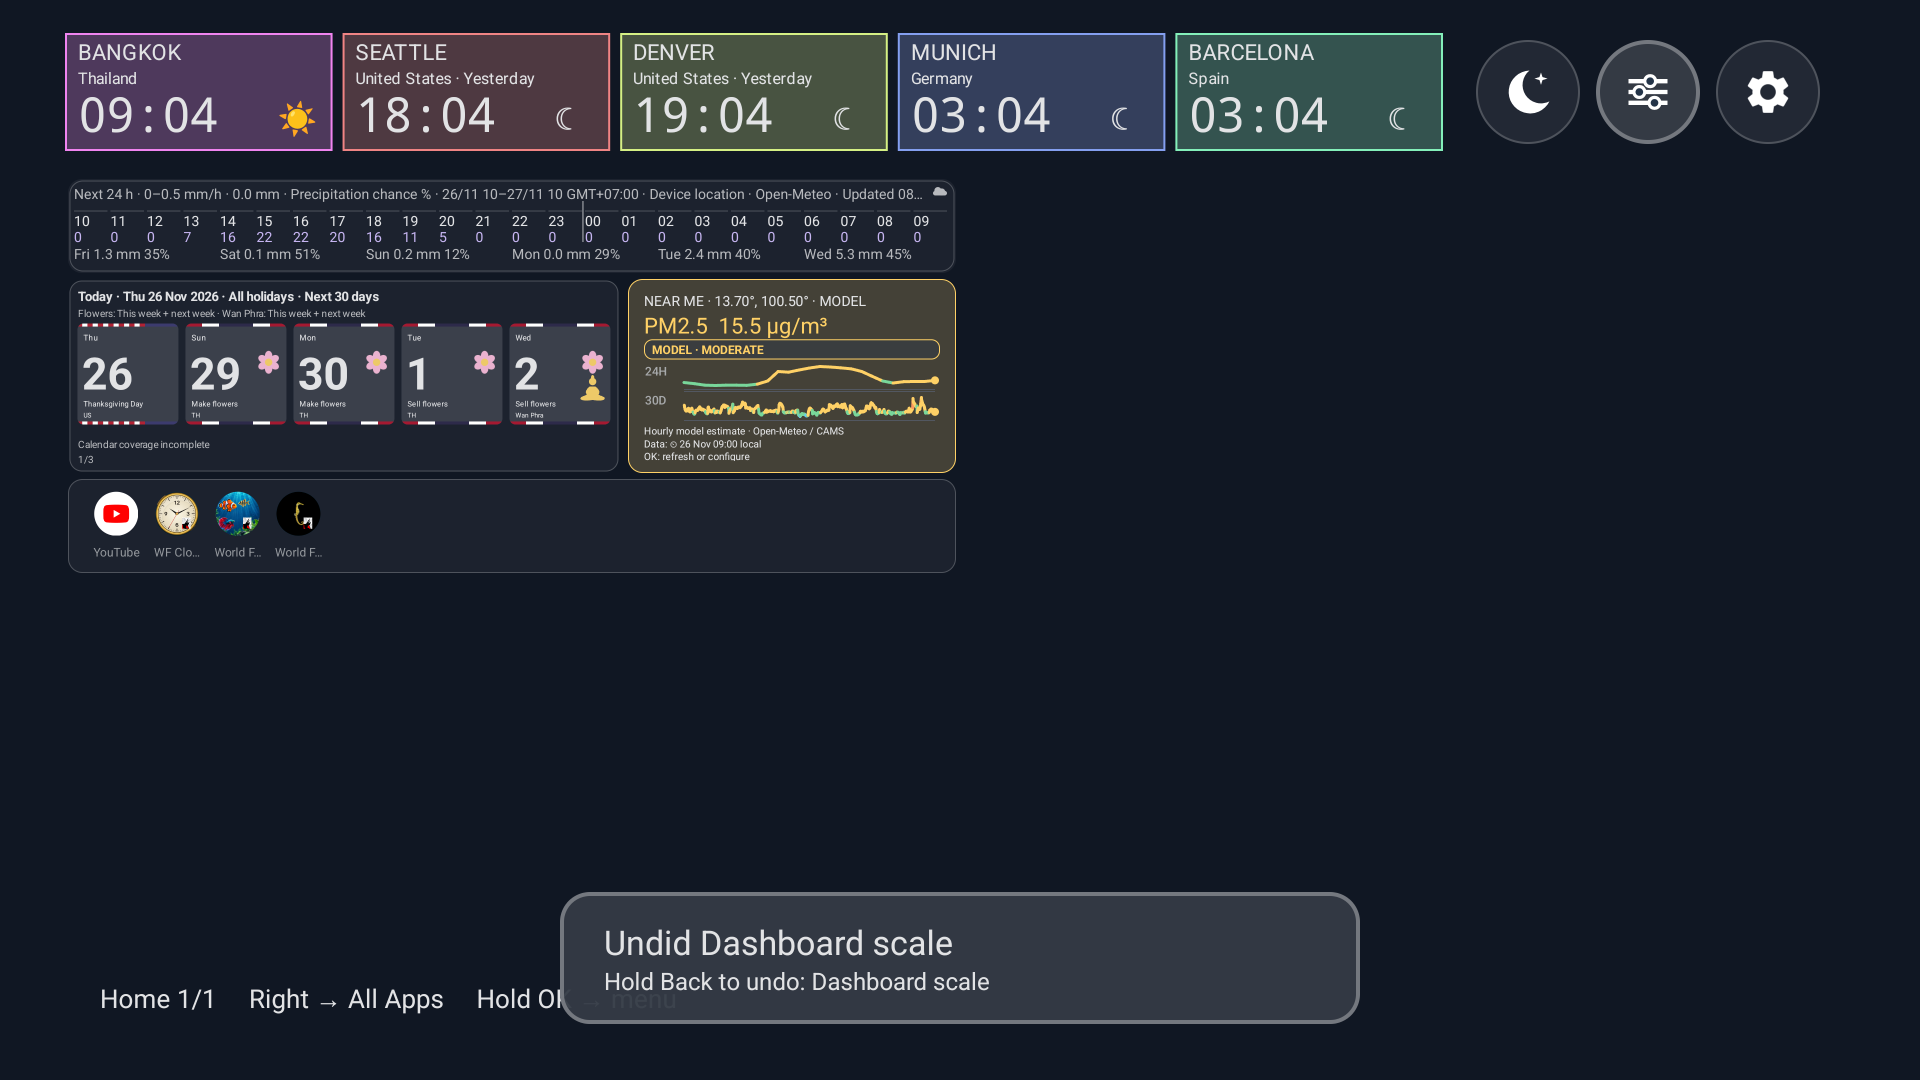 BANGKOK
Thailand
09:04
SEATTLE
United States · Yesterday
18:04
DENVER
United States · Yesterday
19:04
MUNICH
Germany
03:04
BARCELONA
Spain
03:04
Next 24 h · 0–0.5 mm/h · 0.0 mm · Precipitation chance % · 26/11 10–27/11 10 GMT+07:00 · Device location · Open-Meteo · Updated 08…
10 11 12 13 14 15 16 17 18 19 20 21 22 23 00 01 02 03 04 05 06 07 08 09
0 0 0 7 16 22 22 20 16 11 5 0 0 0 0 0 0 0 0 0 0 0 0 0
Fri 1.3 mm 35% Sat 0.1 mm 51% Sun 0.2 mm 12% Mon 0.0 mm 29% Tue 2.4 mm 40% Wed 5.3 mm 45%
Today · Thu 26 Nov 2026 · All holidays · Next 30 days
Flowers: This week + next week · Wan Phra: This week + next week
Thu
26
Thanksgiving Day
US
Sun
29
Make flowers
TH
Mon
30
Make flowers
TH
Tue
1
Sell flowers
TH
Wed
2
Sell flowers
Wan Phra
Calendar coverage incomplete
1/3
NEAR ME · 13.70°, 100.50° · MODEL
PM2.5 15.5 µg/m³
MODEL · MODERATE
24H
30D
Hourly model estimate · Open-Meteo / CAMS
Data: ⏲ 26 Nov 09:00 local
OK: refresh or configure
YouTube
WF Clo…
World F…
World F…
Undid Dashboard scale
Hold Back to undo: Dashboard scale
Home 1/1 Right → All Apps Hold OK → menu